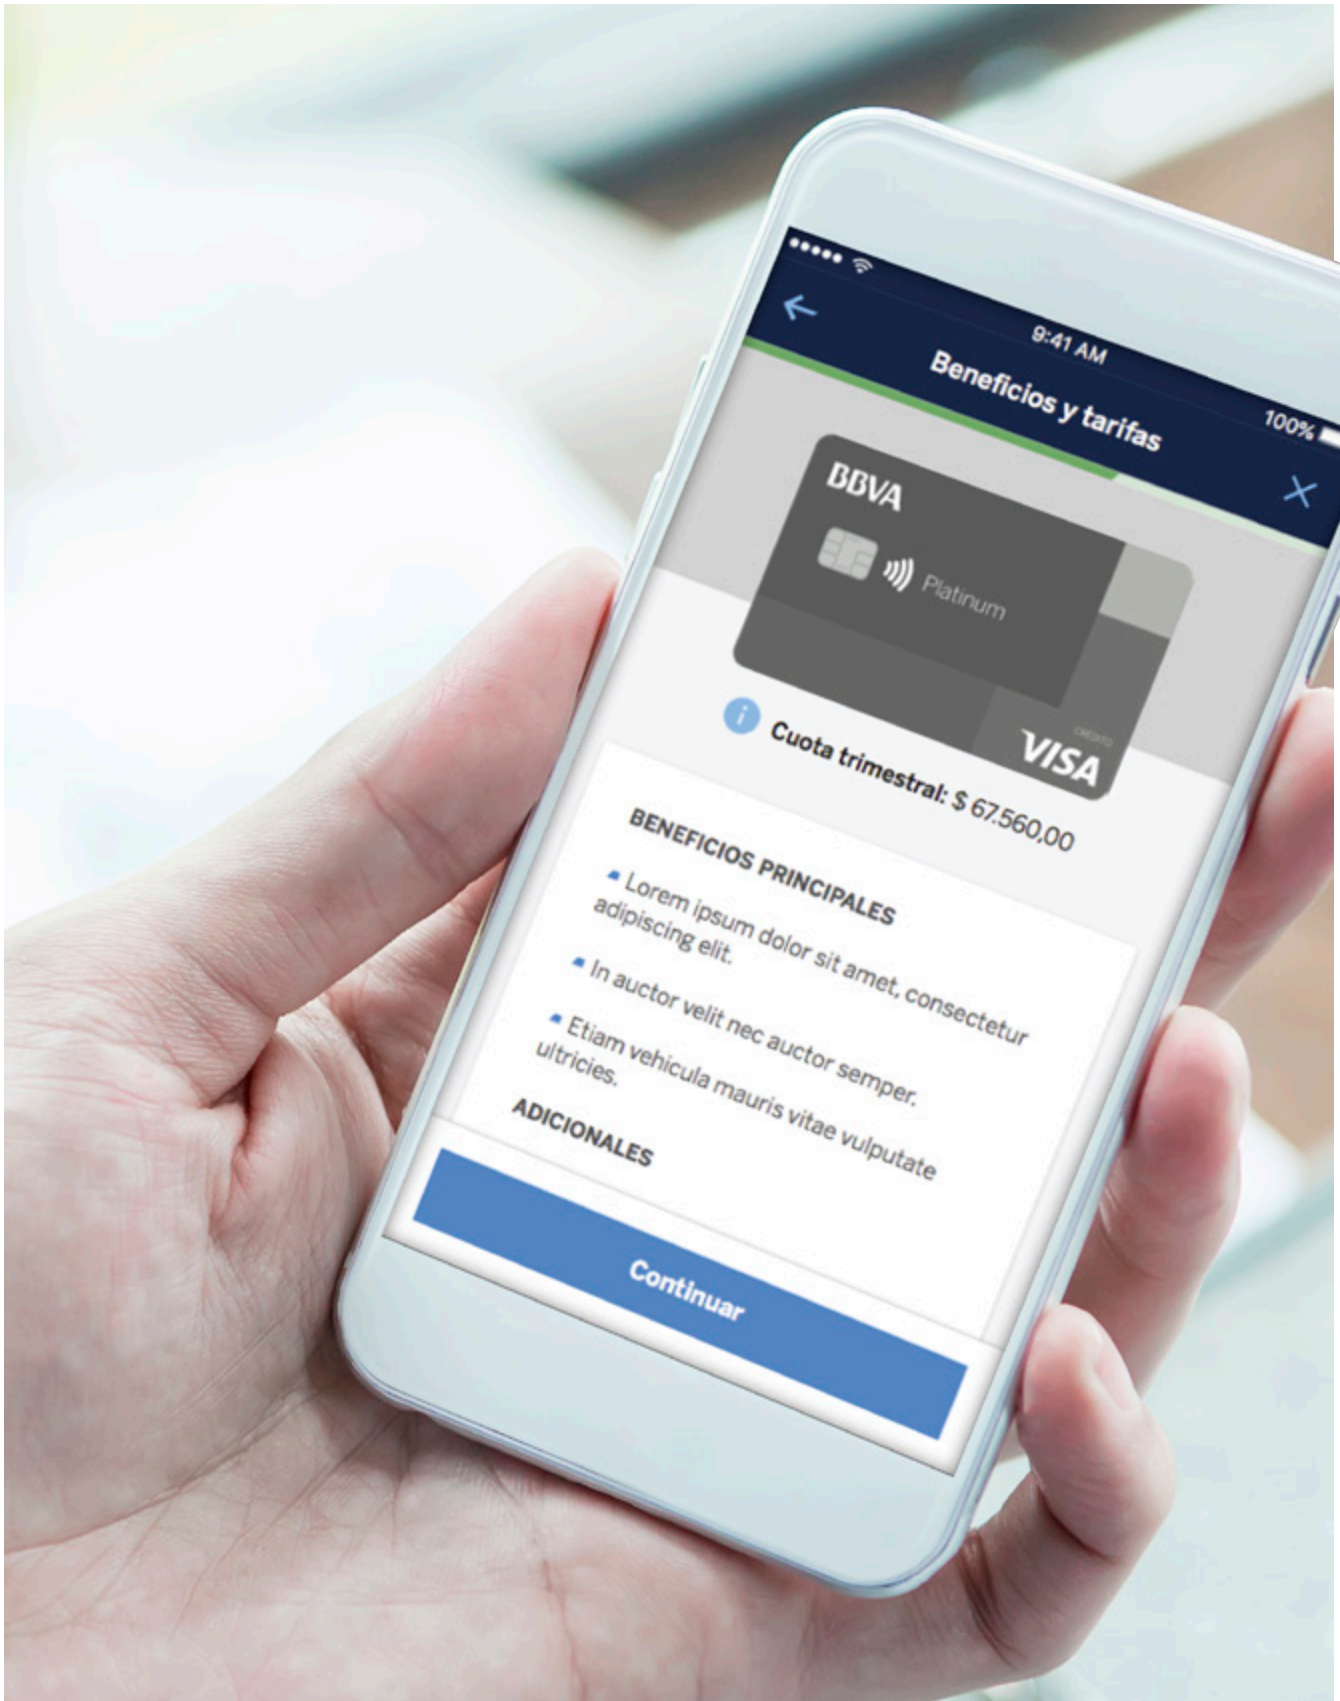 9:41 AM
100%
Beneficios y tarifas
BBVA
Platinum
CRÉDITO
VISA
i
Cuota trimestral: $ 67.560,00
BENEFICIOS PRINCIPALES
Lorem ipsum dolor sit amet, consectetur
adipiscing elit.
In auctor velit nec auctor semper.
Etiam vehicula mauris vitae vulputate
ultricies.
ADICIONALES
Continuar